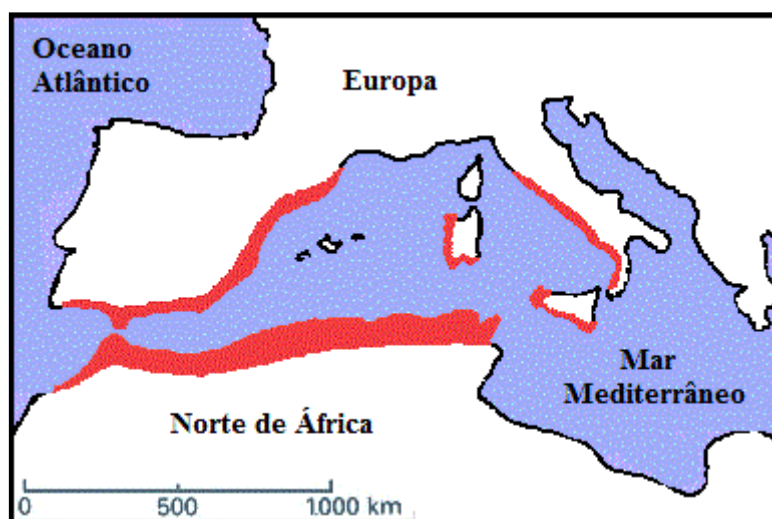 Oceano
Atlântico
Europa
Mar
Mediterrâneo
Norte de África
0 500 1.000 km